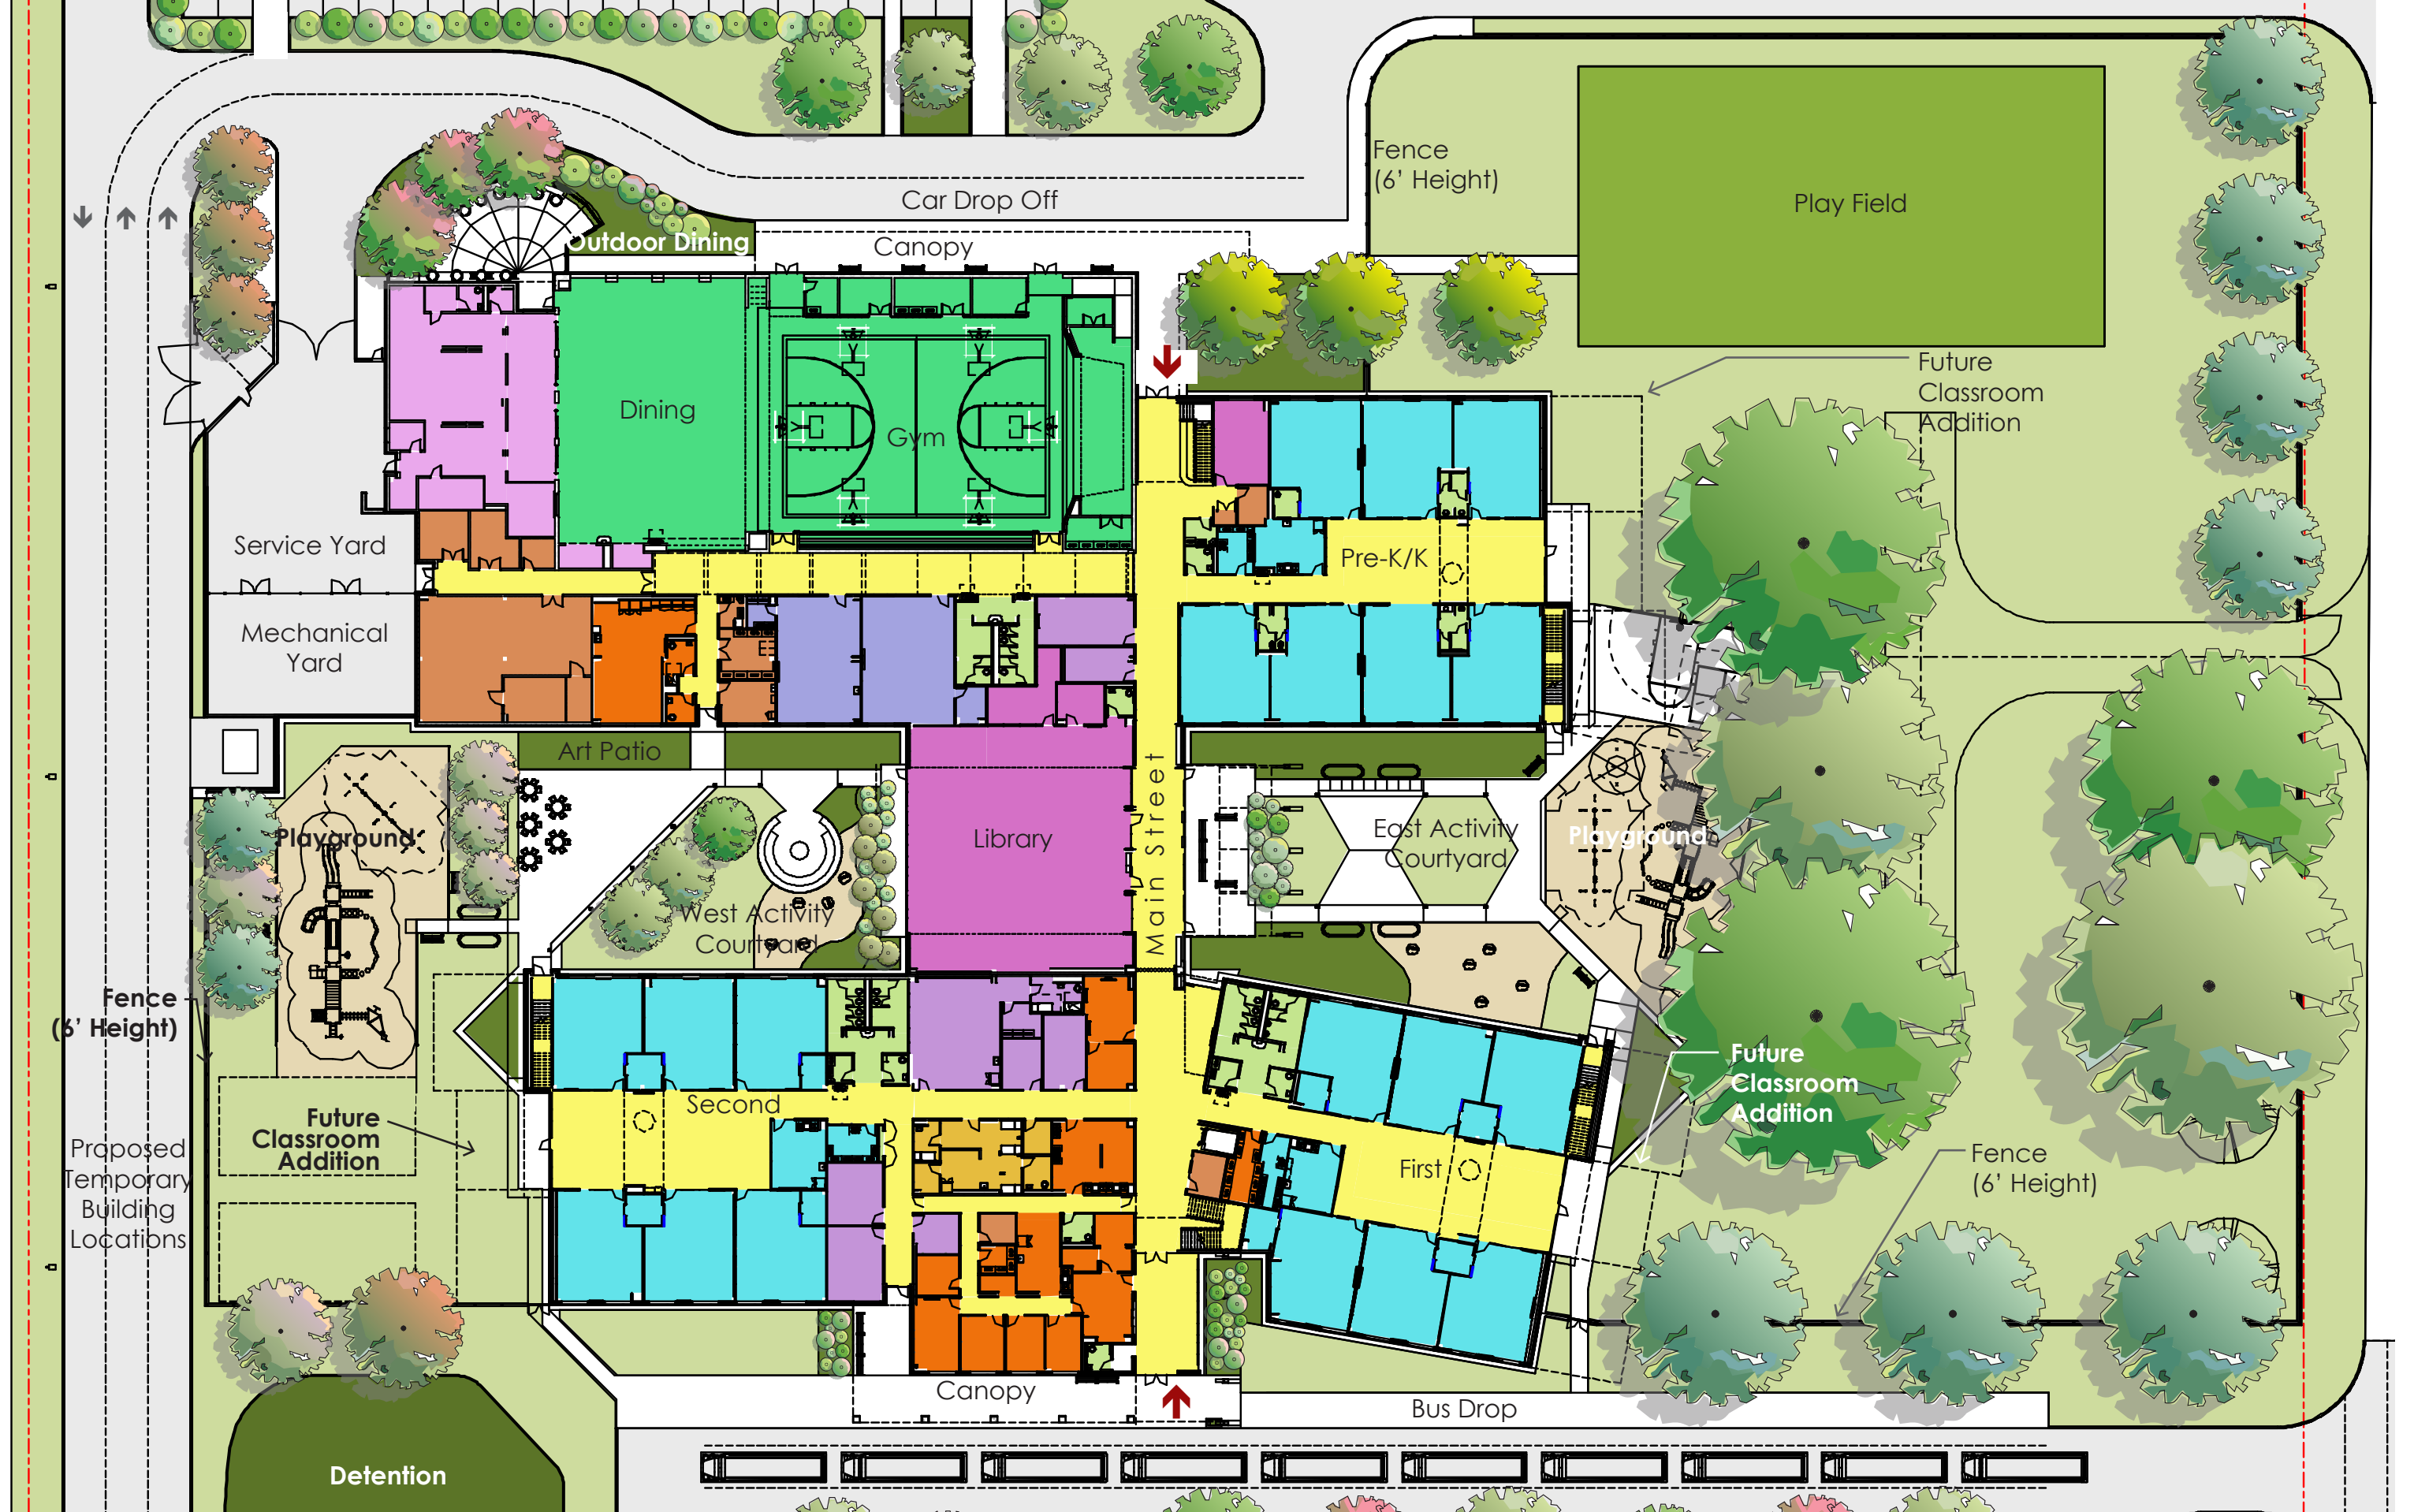 Fence
(6' Height)
Play Field
Car Drop Off
Outdoor Dining
Canopy
Future
Classroom
Addition
Dining
Gym
Service Yard
Pre-K/K
Mechanical
Yard
Art Patio
Main Street
Playground
Library
East Activity
Courtyard
Playground
West Activity
Courtyard
Fence
(6' Height)
Future
Classroom
Addition
Second
Future
Classroom
Addition
Proposed
Temporary
Building
Locations
First
Fence
(6' Height)
Canopy
Bus Drop
Detention